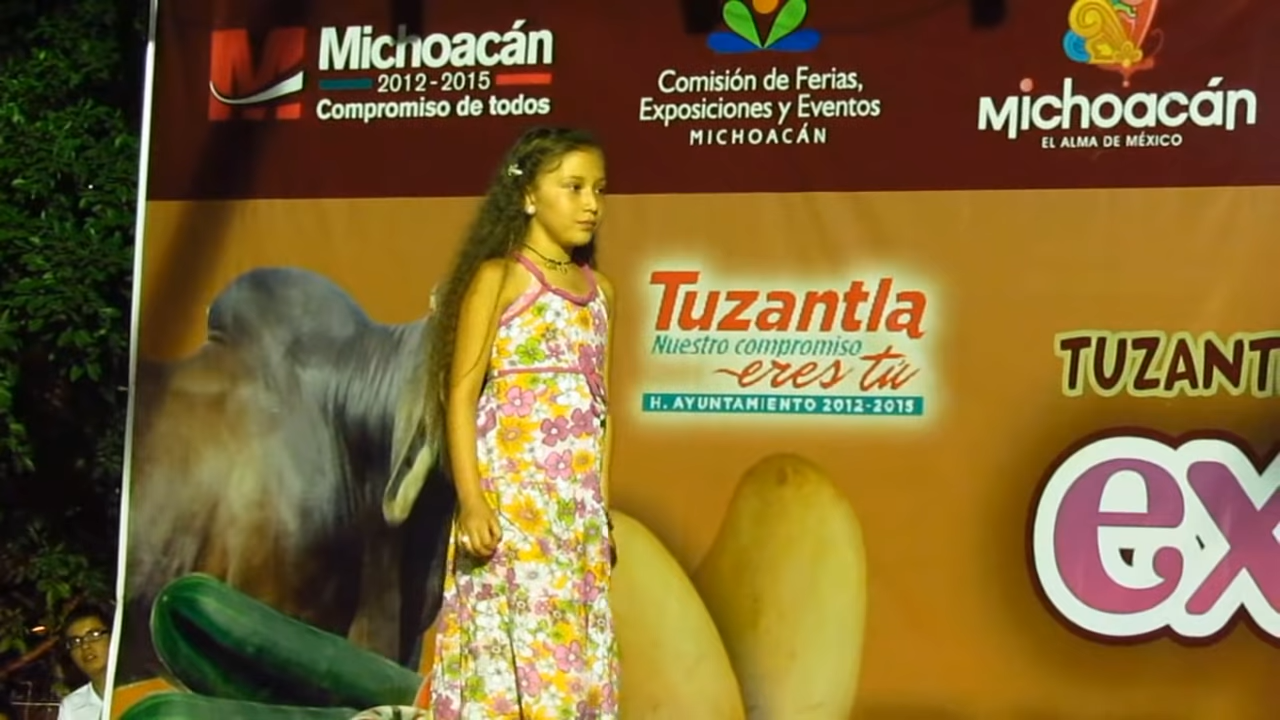 Michoacán
2012-2015
Compromiso de todos
Comisión de Ferias,
Exposiciones y Eventos
MICHOACÁN
Michoacán
EL ALMA DE MÉXICO
Tuzantla
Nuestro compromiso
eres tú
H. AYUNTAMIENTO 2012-2015
TUZANT
ex